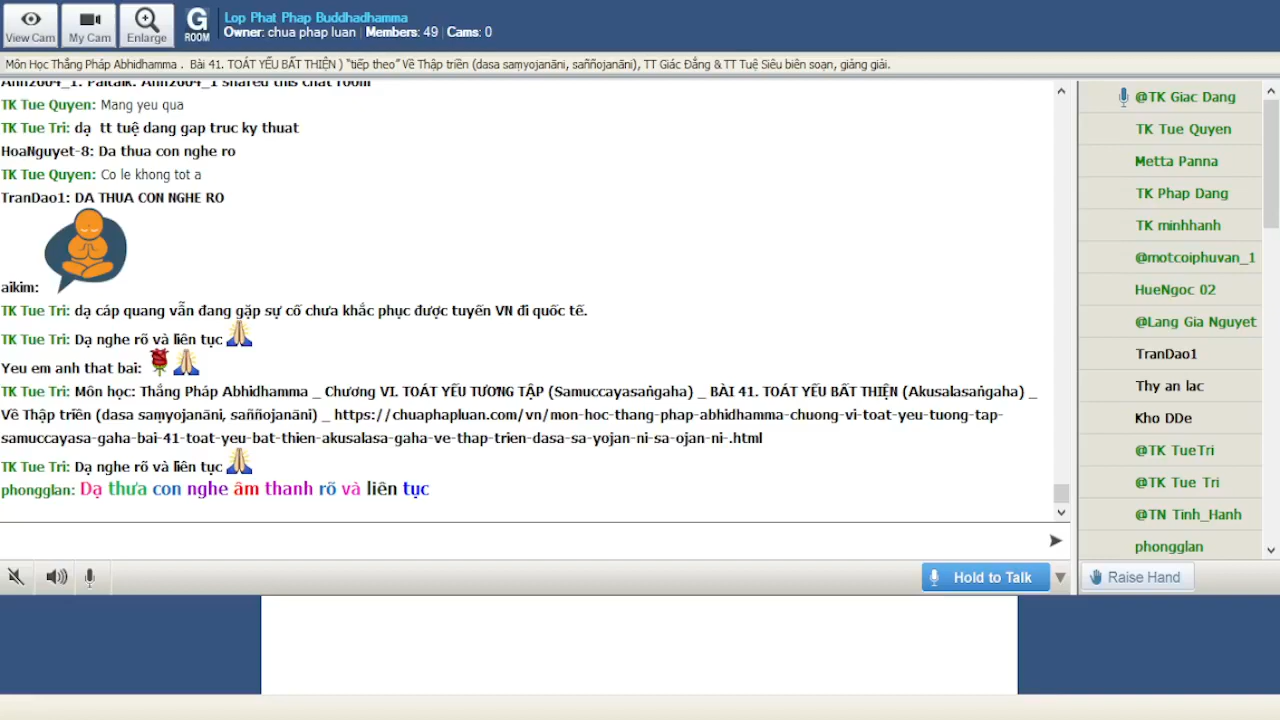 View Cam
My Cam
Enlarge
G ROOM
Lop Phat Phap Buddhadhamma
Owner: chua phap luan | Members: 49 | Cams: 0
Môn Học Thắng Pháp Abhidhamma . Bài 41. TOÁT YẾU BẤT THIỆN ) "tiếp theo" Về Thập triền (dasa saṃyojanāni, saññojanāni), TT Giác Đẳng & TT Tuệ Siêu biên soạn, giảng giải.
Ann2004_1: Paltalk: Ann2004_1 shared this chat room
TK Tue Quyen: Mang yeu qua
TK Tue Tri: dạ tt tuệ dang gap truc ky thuat
HoaNguyet-8: Da thua con nghe ro
TK Tue Quyen: Co le khong tot a
TranDao1: DA THUA CON NGHE RO
aikim:
TK Tue Tri: dạ cáp quang vẫn đang gặp sự cố chưa khắc phục được tuyến VN đi quốc tế.
TK Tue Tri: Dạ nghe rõ và liên tục
Yeu em anh that bai:
TK Tue Tri: Môn học: Thắng Pháp Abhidhamma _ Chương VI. TOÁT YẾU TƯƠNG TẬP (Samuccayasaṅgaha) _ BÀI 41. TOÁT YẾU BẤT THIỆN (Akusalasaṅgaha) _
Về Thập triền (dasa saṃyojanāni, saññojanāni) _ https://chuaphapluan.com/vn/mon-hoc-thang-phap-abhidhamma-chuong-vi-toat-yeu-tuong-tap-
samuccayasa-gaha-bai-41-toat-yeu-bat-thien-akusalasa-gaha-ve-thap-trien-dasa-sa-yojan-ni-sa-ojan-ni-.html
TK Tue Tri: Dạ nghe rõ và liên tục
phongglan: Dạ thưa con nghe âm thanh rõ và liên tục
Hold to Talk
@TK Giac Dang
TK Tue Quyen
Metta Panna
TK Phap Dang
TK minhhanh
@motcoiphuvan_1
HueNgoc 02
@Lang Gia Nguyet
TranDao1
Thy an lac
Kho DDe
@TK TueTri
@TK Tue Tri
@TN Tinh_Hanh
phongglan
Raise Hand